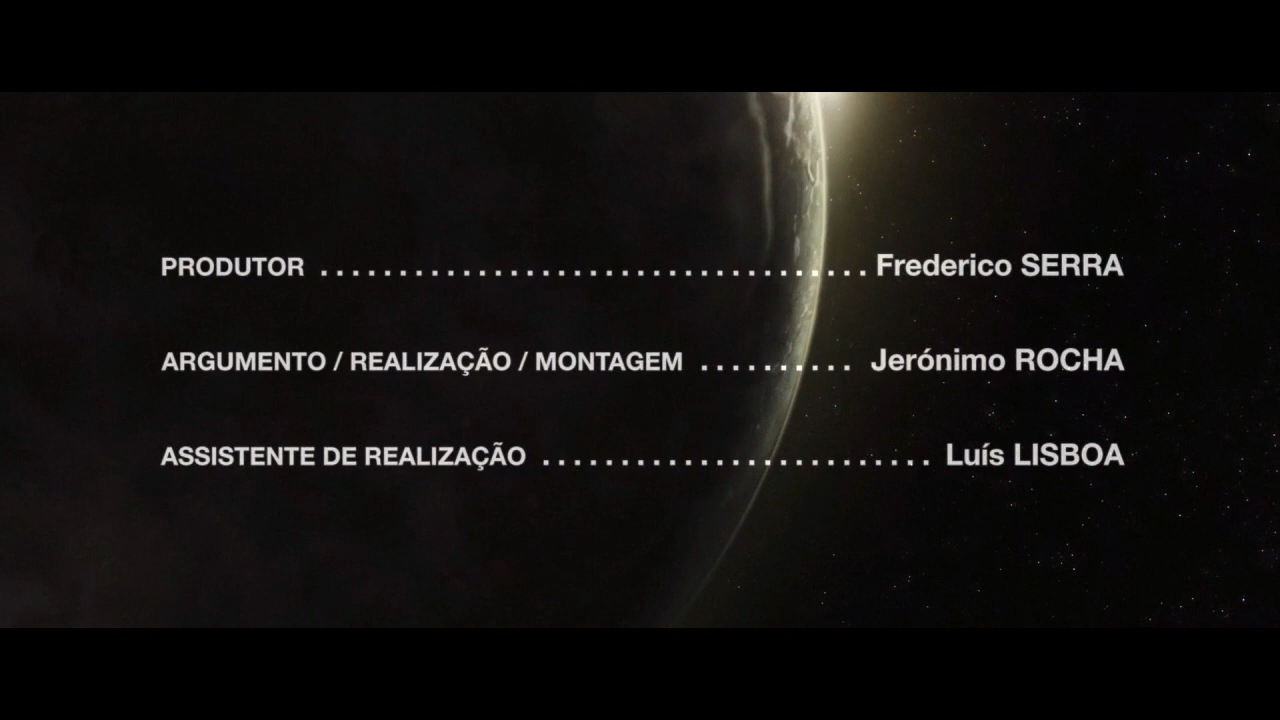 PRODUTOR ................................... Frederico SERRA
ARGUMENTO / REALIZAÇÃO / MONTAGEM .......... Jerónimo ROCHA
ASSISTENTE DE REALIZAÇÃO ......................... Luís LISBOA